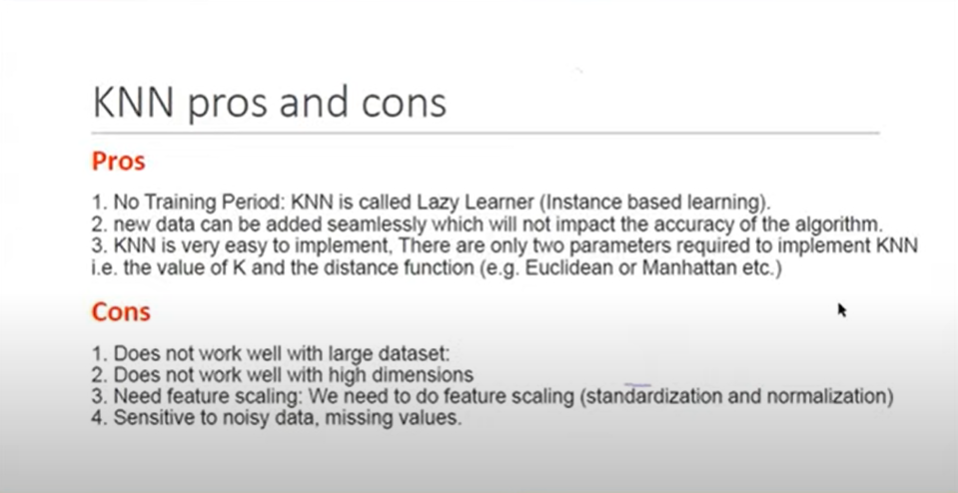 KNN pros and cons
Pros
1. No Training Period: KNN is called Lazy Learner (Instance based learning).
2. new data can be added seamlessly which will not impact the accuracy of the algorithm.
3. KNN is very easy to implement, There are only two parameters required to implement KNN
i.e. the value of K and the distance function (e.g. Euclidean or Manhattan etc.)
Cons
1. Does not work well with large dataset:
2. Does not work well with high dimensions
3. Need feature scaling: We need to do feature scaling (standardization and normalization)
4. Sensitive to noisy data, missing values.